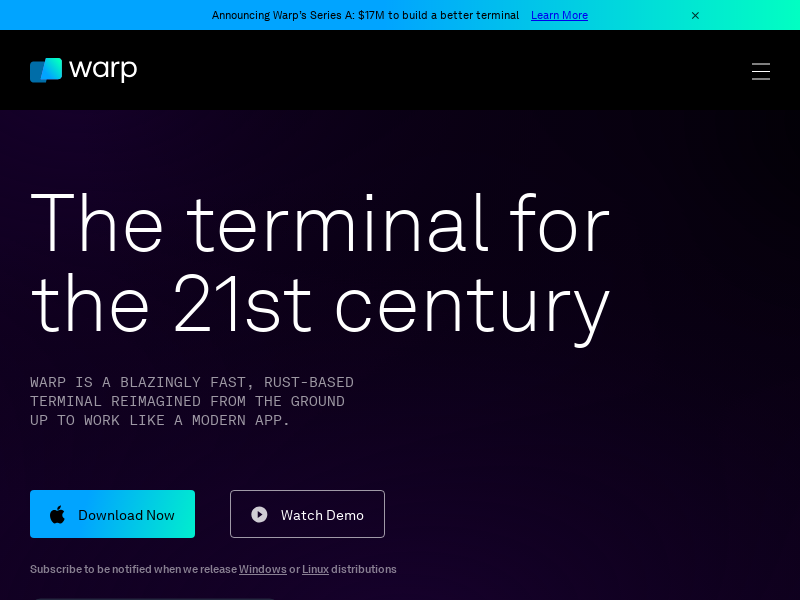 Announcing Warp's Series A: $17M to build a better terminal Learn More ×
warp
The terminal for
the 21st century
WARP IS A BLAZINGLY FAST, RUST-BASED
TERMINAL REIMAGINED FROM THE GROUND
UP TO WORK LIKE A MODERN APP.
Download Now
Watch Demo
Subscribe to be notified when we release Windows or Linux distributions